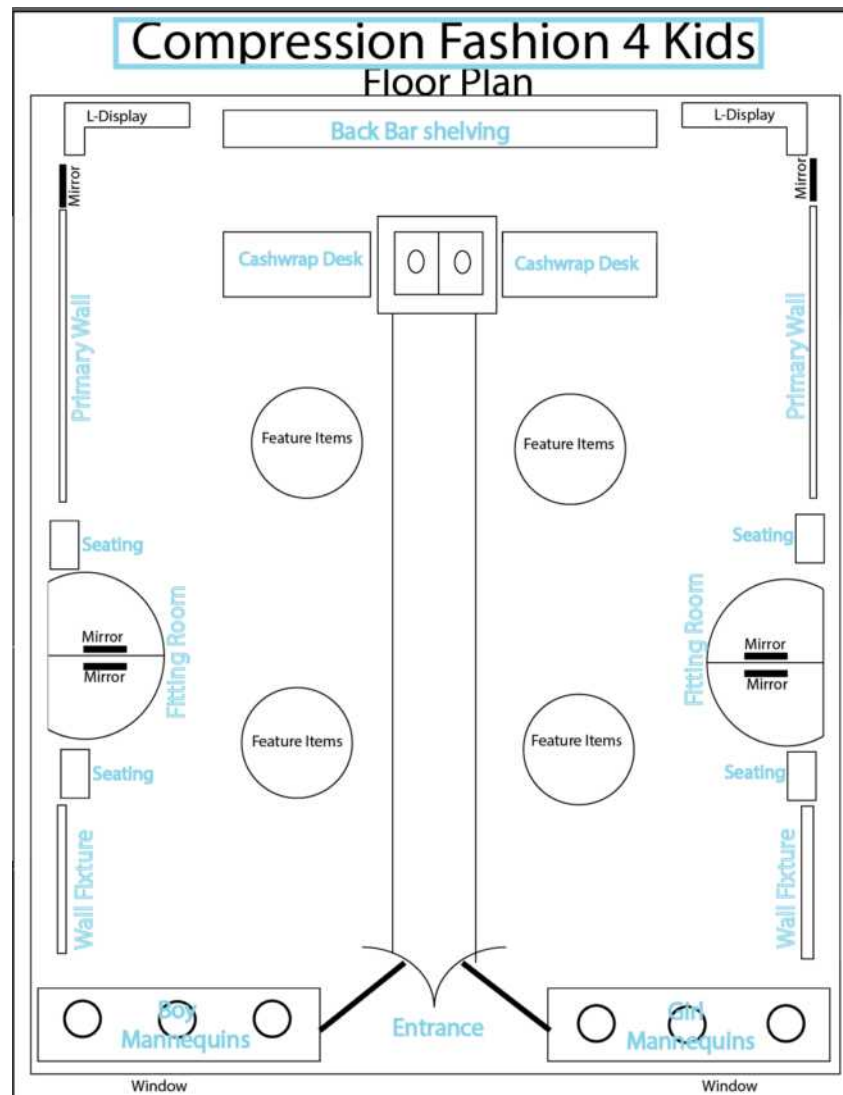 Compression Fashion 4 Kids
Floor Plan
L-Display
Back Bar shelving
L-Display
Mirror
Mirror
Cashwrap Desk
Cashwrap Desk
Primary Wall
Primary Wall
Feature Items
Feature Items
Seating
Seating
Fitting Room
Mirror
Mirror
Fitting Room
Mirror
Mirror
Feature Items
Feature Items
Seating
Seating
Wall Fixture
Wall Fixture
Boy
Mannequins
Entrance
Girl
Mannequins
Window
Window